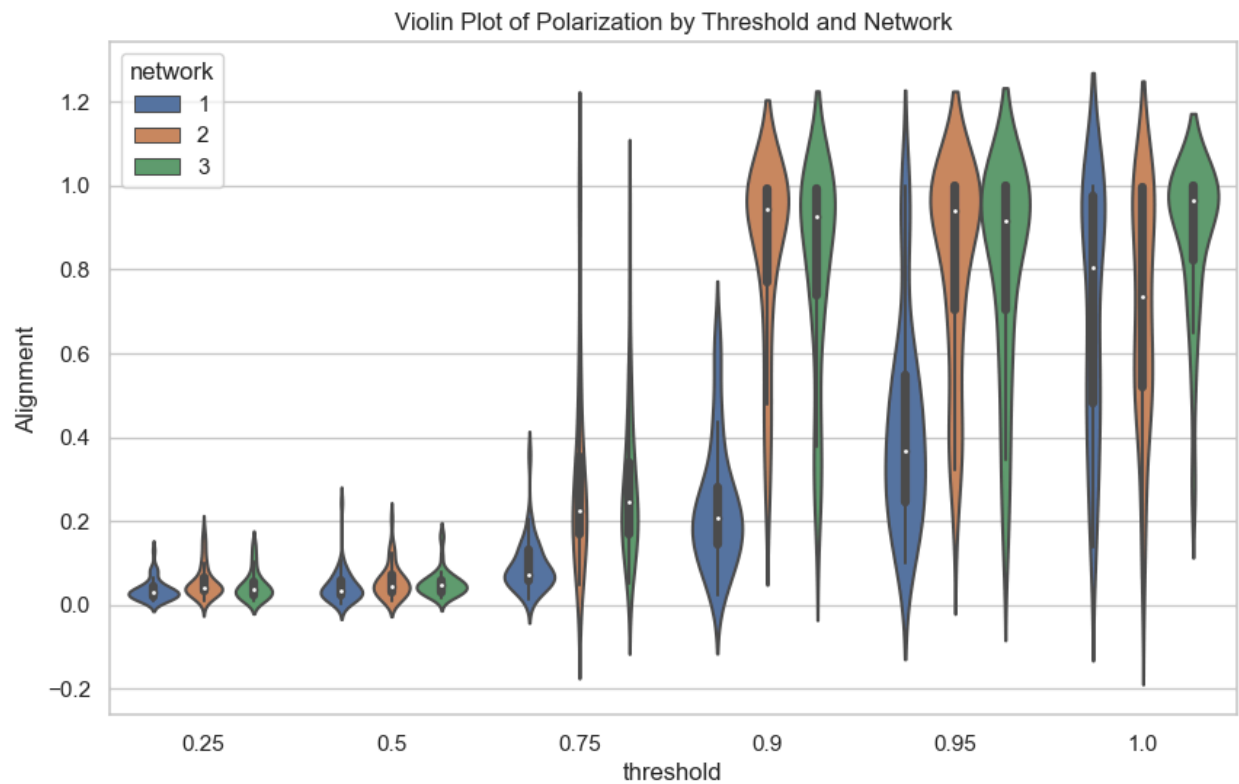 Violin Plot of Polarization by Threshold and Network
network
1
2
3
Alignment
1.2
1.0
0.8
0.6
0.4
0.2
0.0
−0.2
0.25 0.5 0.75 0.9 0.95 1.0
threshold